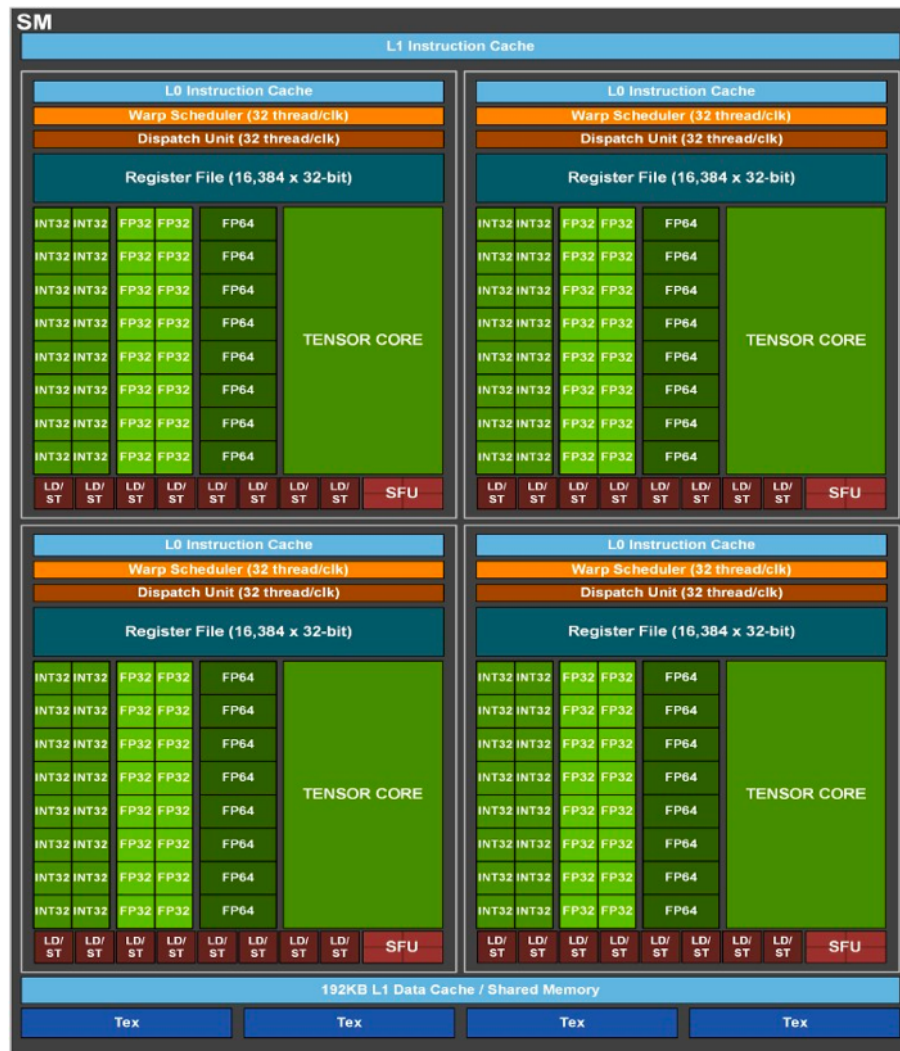 SM
L1 Instruction Cache
L0 Instruction Cache
Warp Scheduler (32 thread/clk)
Dispatch Unit (32 thread/clk)
Register File (16,384 x 32-bit)
INT32 INT32 FP32 FP32 FP64
INT32 INT32 FP32 FP32 FP64
INT32 INT32 FP32 FP32 FP64
INT32 INT32 FP32 FP32 FP64
TENSOR CORE
INT32 INT32 FP32 FP32 FP64
INT32 INT32 FP32 FP32 FP64
INT32 INT32 FP32 FP32 FP64
INT32 INT32 FP32 FP32 FP64
LD/ LD/ LD/ LD/ LD/ LD/ LD/ LD/
ST ST ST ST ST ST ST ST
SFU
L0 Instruction Cache
Warp Scheduler (32 thread/clk)
Dispatch Unit (32 thread/clk)
Register File (16,384 x 32-bit)
INT32 INT32 FP32 FP32 FP64
INT32 INT32 FP32 FP32 FP64
INT32 INT32 FP32 FP32 FP64
INT32 INT32 FP32 FP32 FP64
TENSOR CORE
INT32 INT32 FP32 FP32 FP64
INT32 INT32 FP32 FP32 FP64
INT32 INT32 FP32 FP32 FP64
INT32 INT32 FP32 FP32 FP64
LD/ LD/ LD/ LD/ LD/ LD/ LD/ LD/
ST ST ST ST ST ST ST ST
SFU
L0 Instruction Cache
Warp Scheduler (32 thread/clk)
Dispatch Unit (32 thread/clk)
Register File (16,384 x 32-bit)
INT32 INT32 FP32 FP32 FP64
INT32 INT32 FP32 FP32 FP64
INT32 INT32 FP32 FP32 FP64
INT32 INT32 FP32 FP32 FP64
TENSOR CORE
INT32 INT32 FP32 FP32 FP64
INT32 INT32 FP32 FP32 FP64
INT32 INT32 FP32 FP32 FP64
INT32 INT32 FP32 FP32 FP64
LD/ LD/ LD/ LD/ LD/ LD/ LD/ LD/
ST ST ST ST ST ST ST ST
SFU
L0 Instruction Cache
Warp Scheduler (32 thread/clk)
Dispatch Unit (32 thread/clk)
Register File (16,384 x 32-bit)
INT32 INT32 FP32 FP32 FP64
INT32 INT32 FP32 FP32 FP64
INT32 INT32 FP32 FP32 FP64
INT32 INT32 FP32 FP32 FP64
TENSOR CORE
INT32 INT32 FP32 FP32 FP64
INT32 INT32 FP32 FP32 FP64
INT32 INT32 FP32 FP32 FP64
INT32 INT32 FP32 FP32 FP64
LD/ LD/ LD/ LD/ LD/ LD/ LD/ LD/
ST ST ST ST ST ST ST ST
SFU
192KB L1 Data Cache / Shared Memory
Tex Tex Tex Tex